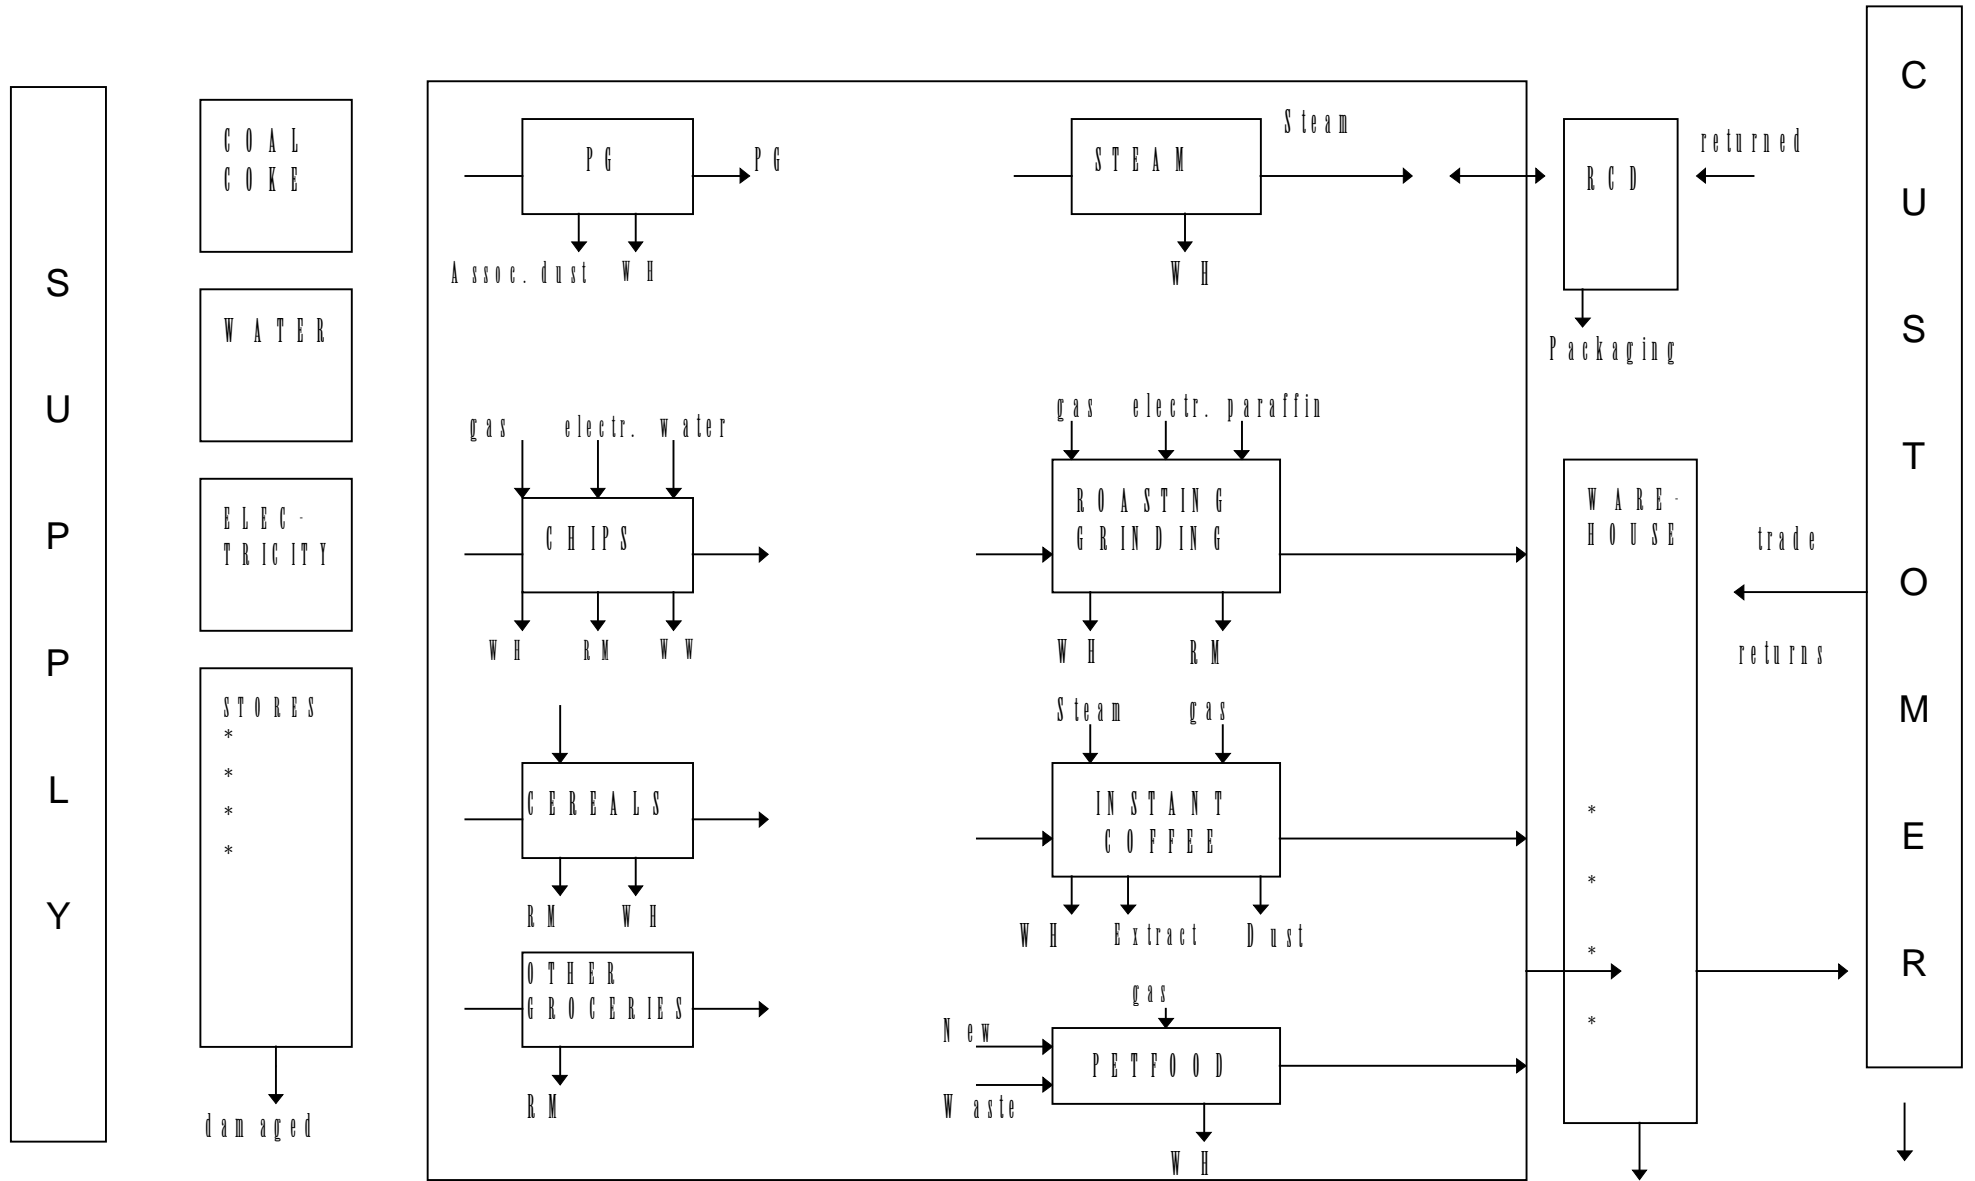 SUPPLY
COAL
COKE
WATER
ELEC-
TRICITY
STORES
*
*
*
*
damaged
PG
PG
Assoc.dust WH
STEAM
Steam
WH
gas electr. water
CHIPS
WH RM WW
gas electr. paraffin
ROASTING
GRINDING
WH RM
CEREALS
RM WH
Steam gas
INSTANT
COFFEE
WH Extract Dust
OTHER
GROCERIES
RM
gas
New
PETFOOD
Waste
WH
RCD
returned
Packaging
WARE-
HOUSE
*
*
*
*
trade
returns
CUSTOMER